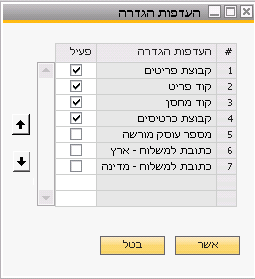 העדפות הגדרה
# העדפות הגדרה פעיל
1 קבוצת פריטים
2 קוד פריט
3 קוד מחסן
4 קבוצת כרטיסים
5 מספר עוסק מורשה
6 כתובת למשלוח - ארץ
7 כתובת למשלוח - מדינה
אשר בטל